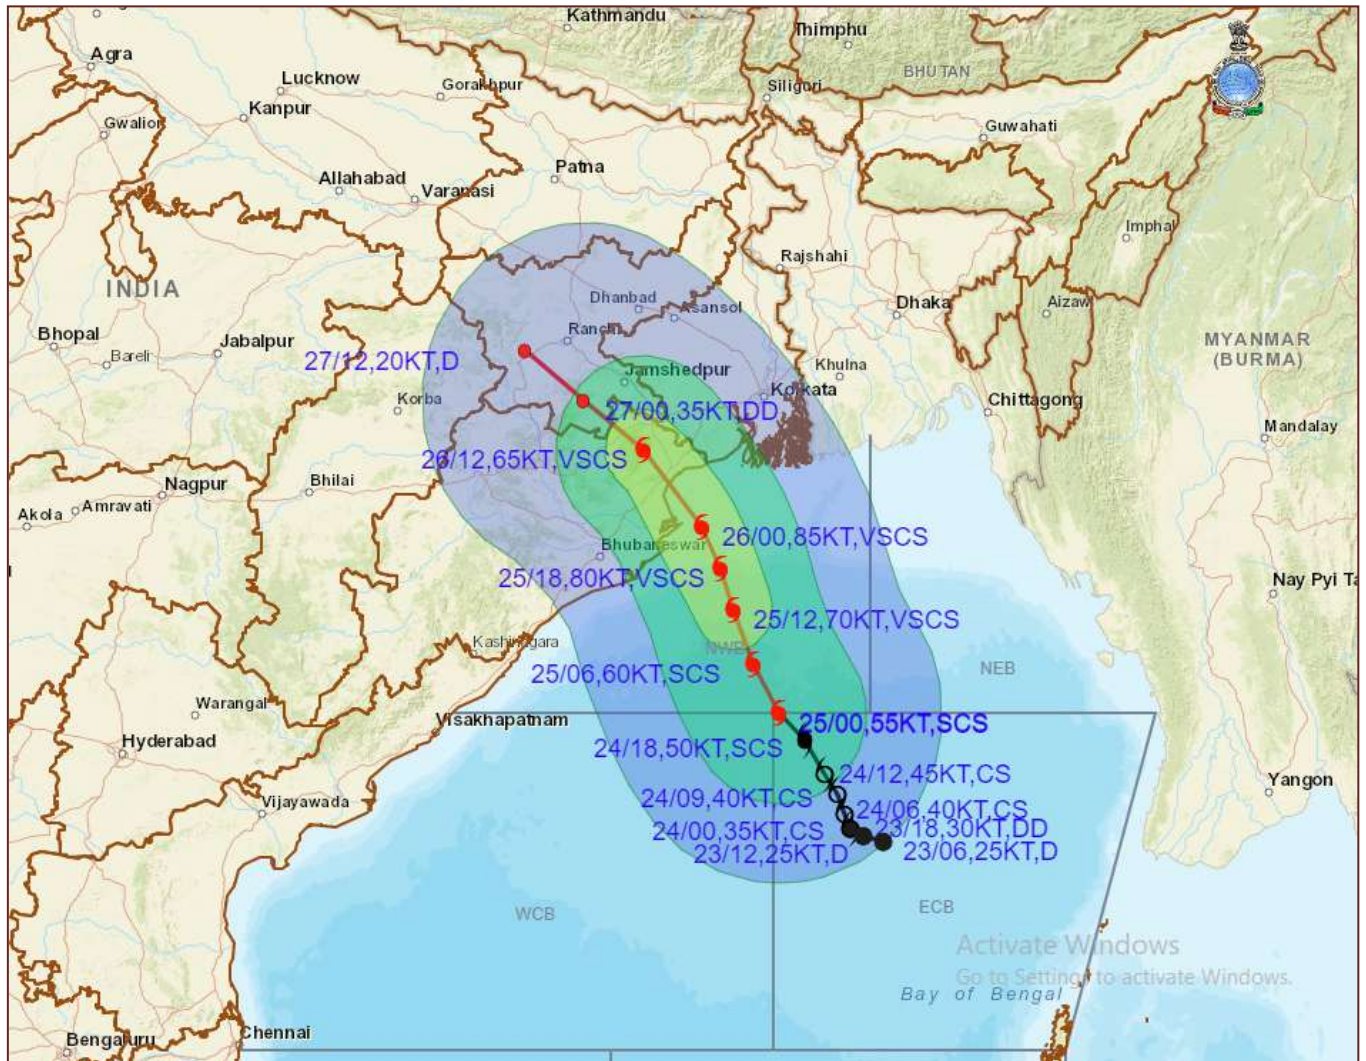 Kathmandu
Thimphu
Agra
Lucknow
BHUTAN
Gorakhpur
Siliguri
Kanpur
Gwalior
Guwahati
Patna
Allahabad
Varanasi
Imphal
Rajshahi
INDIA
Dhanbad
Dhaka
Aizaw
Asansol
Bhopal
Ranchi
Jabalpur
Bareli
MYANMAR
(BURMA)
27/12,20KT,D
Khulna
Jamshedpur
Kolkata
Korba
Chittagong
27/00,35KT,DD
Mandalay
26/12,65KT,VSCS
Bhilai
Nagpur
Amravati
Akola
26/00,85KT,VSCS
Bhubaneswar
25/18,80KT,VSCS
Nay Pyi Ta
25/12,70KT,VSCS
Kashinagara
NWB
NEB
25/06,60KT,SCS
Warangal
Visakhapatnam
25/00,55KT,SCS
Hyderabad
24/18,50KT,SCS
24/12,45KT,CS
Yangon
24/09,40KT,CS
Vijayawada
24/06,40KT,CS
24/00,35KT,CS
23/18,30KT,DD
23/12,25KT,D
23/06,25KT,D
WCB
ECB
Activate Windows
Go to Settings to activate Windows.
Bay of Bengal
Chennai
Bengaluru